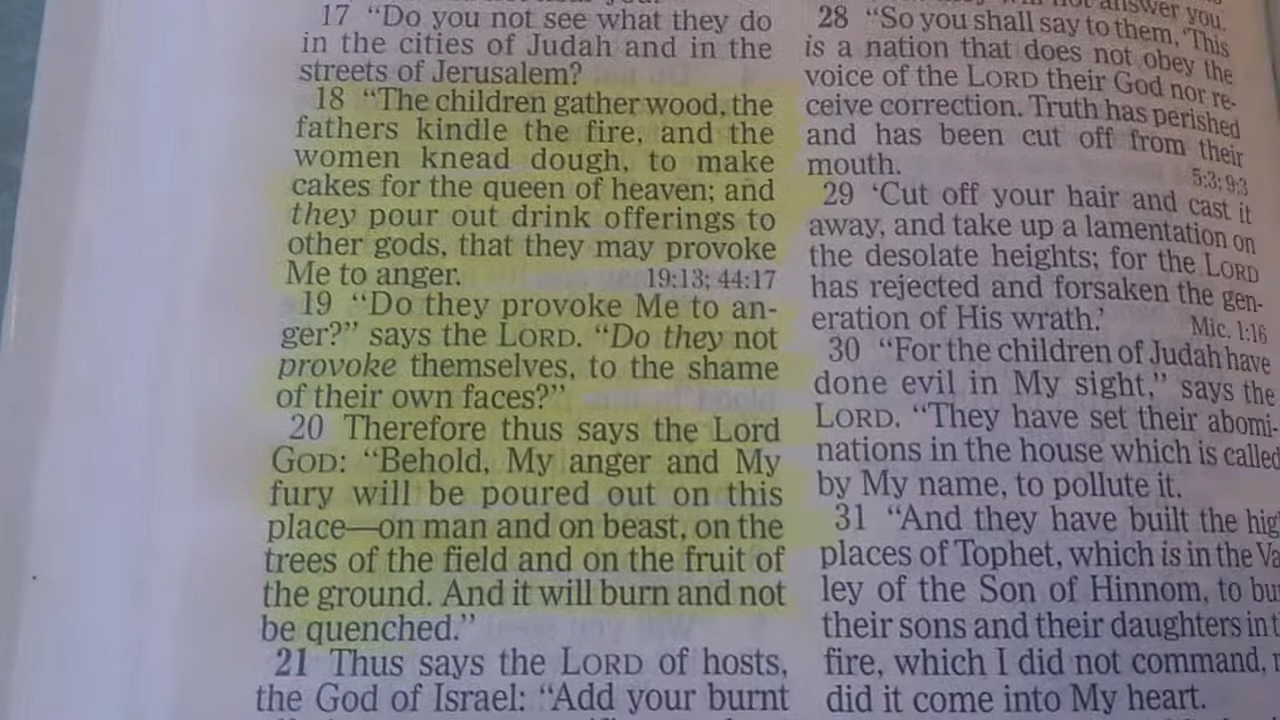 17 “Do you not see what they do
in the cities of Judah and in the
streets of Jerusalem?
18 “The children gather wood, the
fathers kindle the fire, and the
women knead dough, to make
cakes for the queen of heaven; and
they pour out drink offerings to
other gods, that they may provoke
Me to anger. 19:13; 44:17
19 “Do they provoke Me to an-
ger?” says the LORD. “Do they not
provoke themselves, to the shame
of their own faces?”
20 Therefore thus says the Lord
GOD: “Behold, My anger and My
fury will be poured out on this
place—on man and on beast, on the
trees of the field and on the fruit of
the ground. And it will burn and not
be quenched.”
21 Thus says the LORD of hosts,
the God of Israel: “Add your burnt
not answer you.
28 “So you shall say to them, ‘This
is a nation that does not obey the
voice of the LORD their God nor re-
ceive correction. Truth has perished
and has been cut off from their
mouth. 5:3; 9:3
29 ‘Cut off your hair and cast it
away, and take up a lamentation on
the desolate heights; for the LORD
has rejected and forsaken the gen-
eration of His wrath.’ Mic. 1:16
30 “For the children of Judah have
done evil in My sight,” says the
LORD. “They have set their abomi-
nations in the house which is called
by My name, to pollute it.
31 “And they have built the hig
places of Tophet, which is in the Va
ley of the Son of Hinnom, to bu
their sons and their daughters in t
fire, which I did not command,
did it come into My heart.